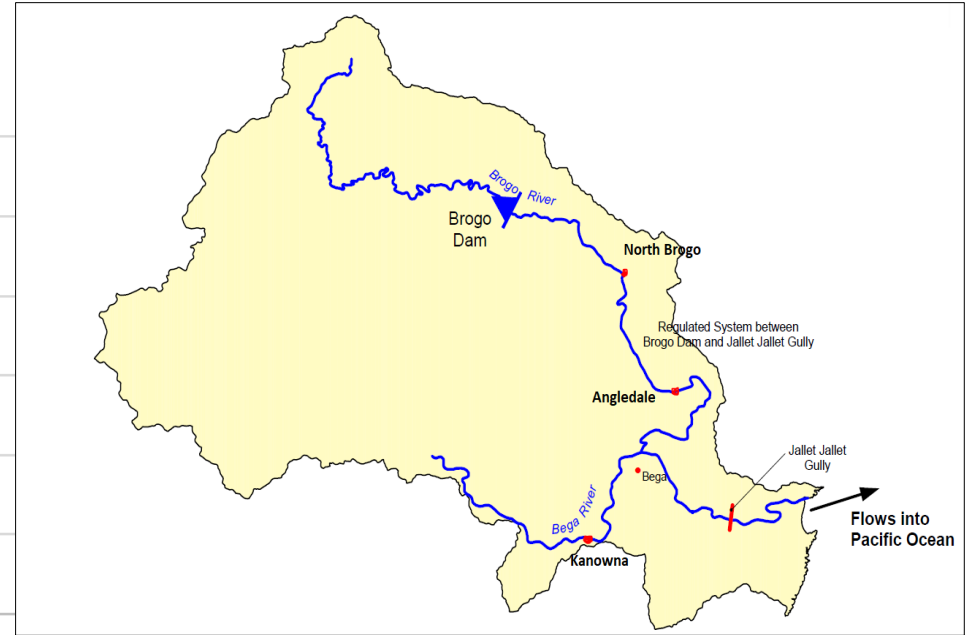 Brogo River
Brogo
Dam
North Brogo
Regulated System between
Brogo Dam and Jallet Jallet Gully
Angledale
Jallet Jallet
Gully
Bega
Bega River
Flows into
Pacific Ocean
Kanowna